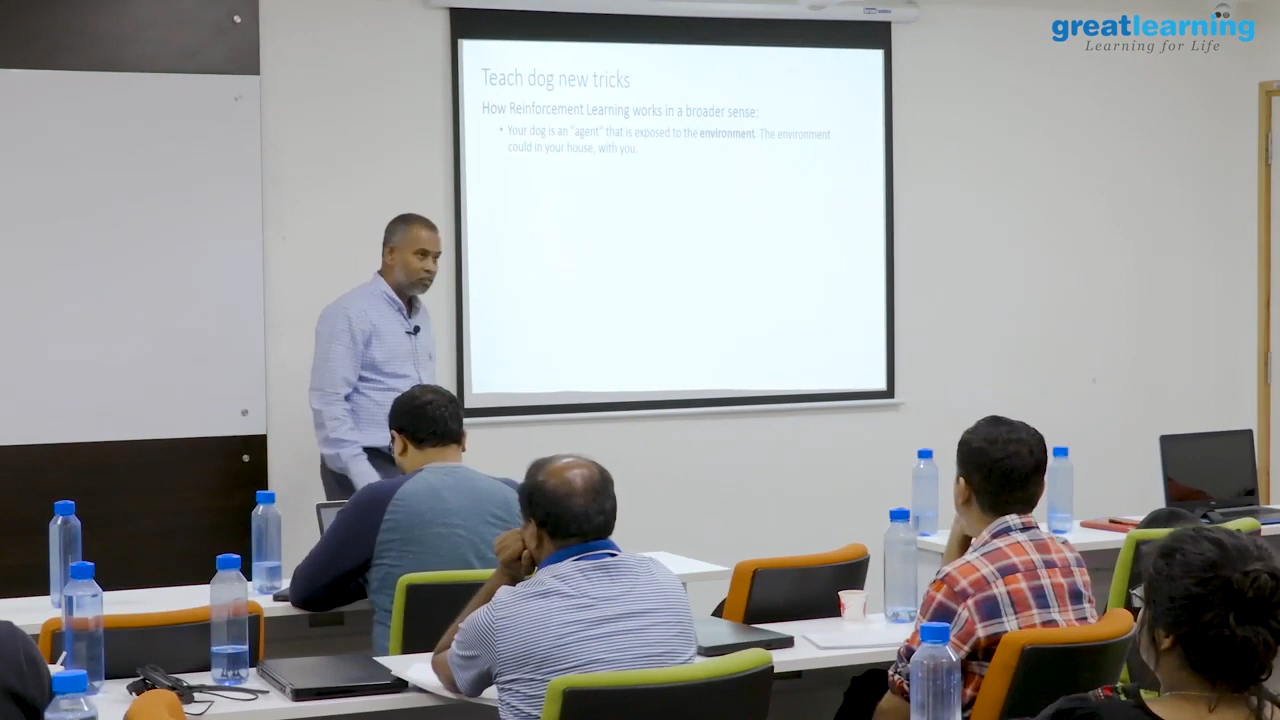 greatlearning
Learning for Life
Teach dog new tricks
How Reinforcement Learning works in a broader sense:
• Your dog is an "agent" that is exposed to the environment. The environment
could in your house, with you.